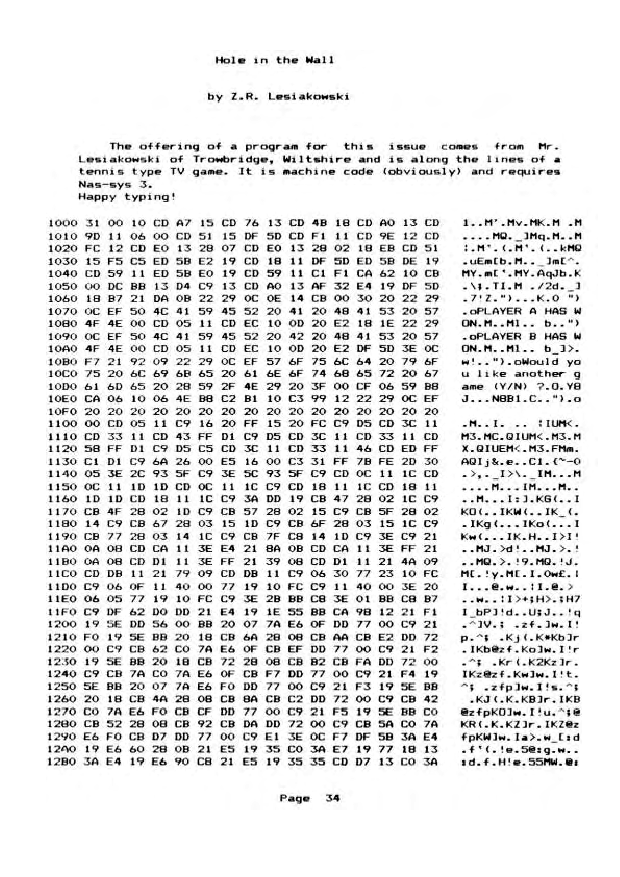 Hole in the Wall
by Z.R. Lesiakowski
The offering of a program for this issue comes from Mr.
Lesiakowski of Trowbridge, Wiltshire and is along the lines of a
tennis type TV game. It is machine code (obviously) and requires
Nas-sys 3.
Happy typing!
1000 31 00 10 CD A7 15 CD 76 13 CD 4B 18 CD A0 13 CD 1..M'.Mv.MK.M .M
1010 9D 11 06 00 CD 51 15 DF 5D CD F1 11 CD 9E 12 CD ....MQ._]Mq.M..M
1020 FC 12 CD E0 13 28 07 CD E0 13 28 02 18 EB CD 51 |.M`.(.M`.(..kMQ
1030 15 F5 C5 ED 5B E2 19 CD 18 11 DF 5D ED 5B DE 19 .uEm[b.M.._]m[^.
1040 CD 59 11 ED 5B E0 19 CD 59 11 C1 F1 CA 62 10 CB MY.m[`.MY.AqJb.K
1050 00 DC BB 13 D4 C9 13 CD A0 13 AF 32 E4 19 DF 5D .\;.TI.M ./2d._]
1060 18 B7 21 DA 0B 22 29 0C 0E 14 CB 00 30 20 22 29 .7!Z.")...K.0 ")
1070 0C EF 50 4C 41 59 45 52 20 41 20 48 41 53 20 57 .oPLAYER A HAS W
1080 4F 4E 00 CD 05 11 CD EC 10 0D 20 E2 18 1E 22 29 ON.M..Ml.. b..")
1090 0C EF 50 4C 41 59 45 52 20 42 20 48 41 53 20 57 .oPLAYER B HAS W
10A0 4F 4E 00 CD 05 11 CD EC 10 0D 20 E2 DF 5D 3E 0C ON.M..Ml.. b_]>.
10B0 F7 21 92 09 22 29 0C EF 57 6F 75 6C 64 20 79 6F w!..").oWould yo
10C0 75 20 6C 69 6B 65 20 61 6E 6F 74 68 65 72 20 67 u like another g
10D0 61 6D 65 20 28 59 2F 4E 29 20 3F 00 CF 06 59 B8 ame (Y/N) ?.O.Y8
10E0 CA 06 10 06 4E B8 C2 B1 10 C3 99 12 22 29 0C EF J...N8B1.C..").o
10F0 20 20 20 20 20 20 20 20 20 20 20 20 20 20 20 20
1100 00 CD 05 11 C9 16 20 FF 15 20 FC C9 D5 CD 3C 11 .M..I. .. |IUM<.
1110 CD 33 11 CD 43 FF D1 C9 D5 CD 3C 11 CD 33 11 CD M3.MC.QIUM<.M3.M
1120 58 FF D1 C9 D5 C5 CD 3C 11 CD 33 11 46 CD ED FF X.QIUEM<.M3.FMm.
1130 C1 D1 C9 6A 26 00 E5 16 00 C3 31 FF 7B FE 2D 30 AQIj&.e..C1.{~-0
1140 05 3E 2C 93 5F C9 3E 5C 93 5F C9 CD 0C 11 1C CD .>,._I>\._IM...M
1150 0C 11 1D 1D CD 0C 11 1C C9 CD 18 11 1C CD 18 11 ....M...IM...M..
1160 1D 1D CD 18 11 1C C9 3A DD 19 CB 47 28 02 1C C9 ..M...I:].KG(..I
1170 CB 4F 28 02 1D C9 CB 57 28 02 15 C9 CB 5F 28 02 KO(..IKW(..IK_(.
1180 14 C9 CB 67 28 03 15 1D C9 CB 6F 28 03 15 1C C9 .IKg(...IKo(...I
1190 CB 77 28 03 14 1C C9 CB 7F C8 14 1D C9 3E C9 21 Kw(...IK.H..I>I!
11A0 0A 08 CD CA 11 3E E4 21 8A 0B CD CA 11 3E FF 21 ..MJ.>d!..MJ.>.!
11B0 0A 08 CD D1 11 3E FF 21 39 08 CD D1 11 21 4A 09 ..MQ.>.!9.MQ.!J.
11C0 CD DB 11 21 79 09 CD DB 11 C9 06 30 77 23 10 FC M[.!y.M[.I.0w£.|
11D0 C9 06 0F 11 40 00 77 19 10 FC C9 11 40 00 3E 20 I...@.w..|I.@.>
11E0 06 05 77 19 10 FC C9 3E 2B BB C8 3E 01 BB C8 B7 ..w..|I>+;H>.;H7
11F0 C9 DF 62 D0 DD 21 E4 19 1E 55 BB CA 9B 12 21 F1 I_bP]!d..U;J..!q
1200 19 5E DD 56 00 BB 20 07 7A E6 0F DD 77 00 C9 21 .^]V.; .zf.]w.I!
1210 F0 19 5E BB 20 18 CB 6A 28 08 CB AA CB E2 DD 72 p.^; .Kj(.K*Kb]r
1220 00 C9 CB 62 C0 7A E6 0F CB EF DD 77 00 C9 21 F2 .IKb@zf.Ko]w.I!r
1230 19 5E BB 20 18 CB 72 28 08 CB B2 CB FA DD 72 00 .^; .Kr(.K2Kz]r.
1240 C9 CB 7A C0 7A E6 0F CB F7 DD 77 00 C9 21 F4 19 IKz@zf.Kw]w.I!t.
1250 5E BB 20 07 7A E6 F0 DD 77 00 C9 21 F3 19 5E BB ^; .zfp]w.I!s.^;
1260 20 18 CB 4A 28 08 CB 8A CB C2 DD 72 00 C9 CB 42 .KJ(.K.KB]r.IKB
1270 C0 7A E6 F0 CB CF DD 77 00 C9 21 F5 19 5E BB C0 @zfpKO]w.I!u.^;@
1280 CB 52 28 08 CB 92 CB DA DD 72 00 C9 CB 5A C0 7A KR(.K.KZ]r.IKZ@z
1290 E6 F0 CB D7 DD 77 00 C9 E1 3E 0C F7 DF 5B 3A E4 fpKW]w.Ia>.w_[:d
12A0 19 E6 60 28 0B 21 E5 19 35 C0 3A E7 19 77 18 13 .f`(.!e.5@:g.w..
12B0 3A E4 19 E6 90 C8 21 E5 19 35 35 CD D7 13 C0 3A :d.f.H!e.55MW.@:
Page 34